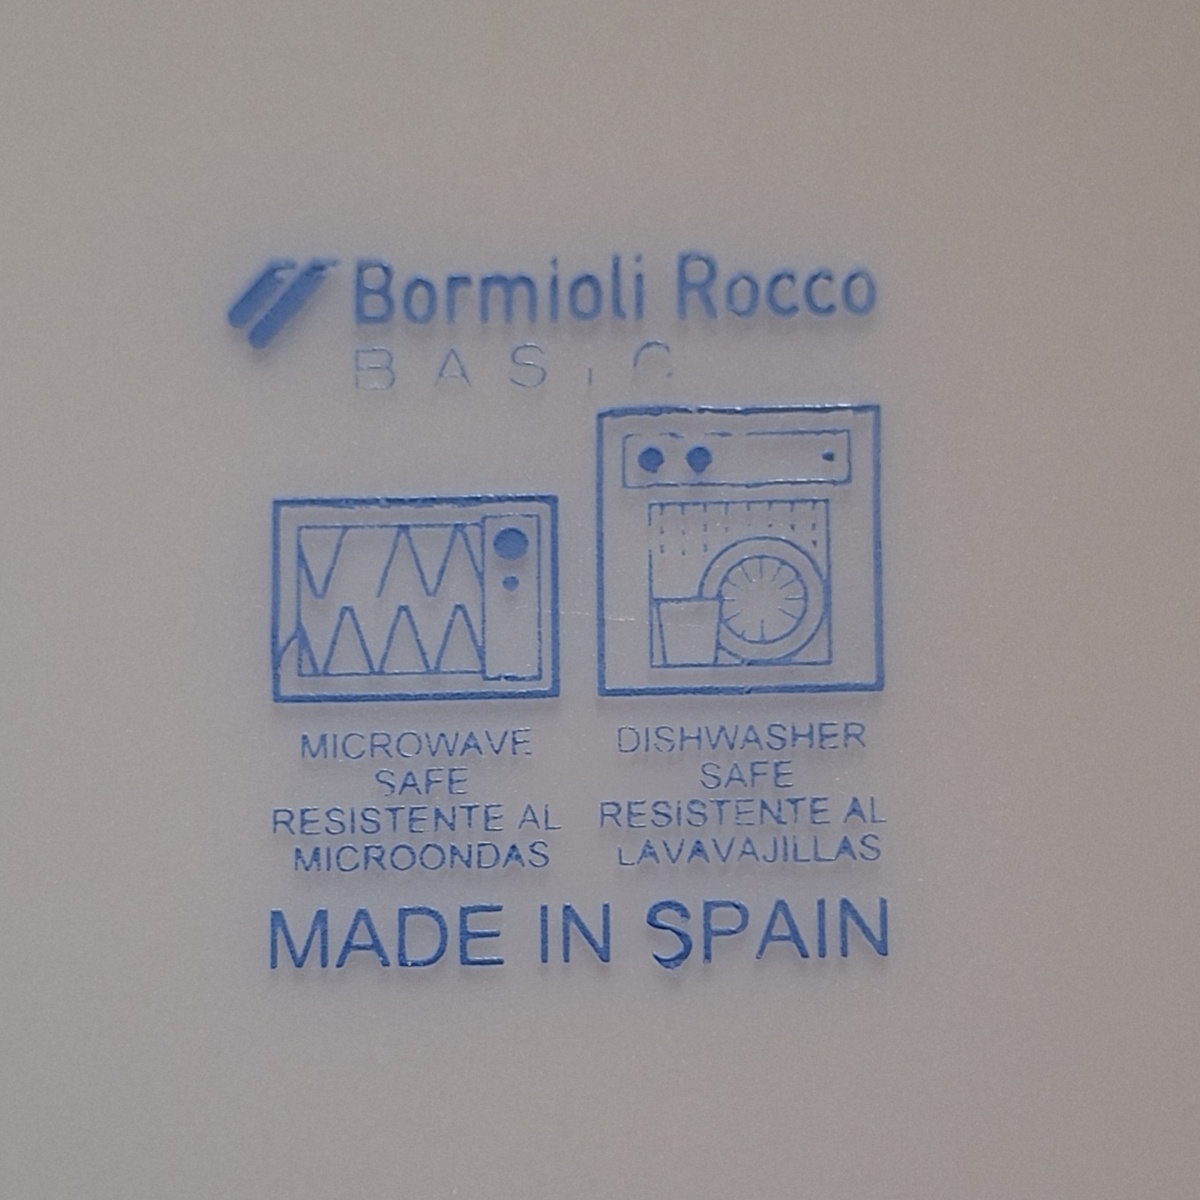 Bormioli Rocco
BASIC
MICROWAVE
SAFE
RESISTENTE AL
MICROONDAS
DISHWASHER
SAFE
RESISTENTE AL
LAVAVAJILLAS
MADE IN SPAIN